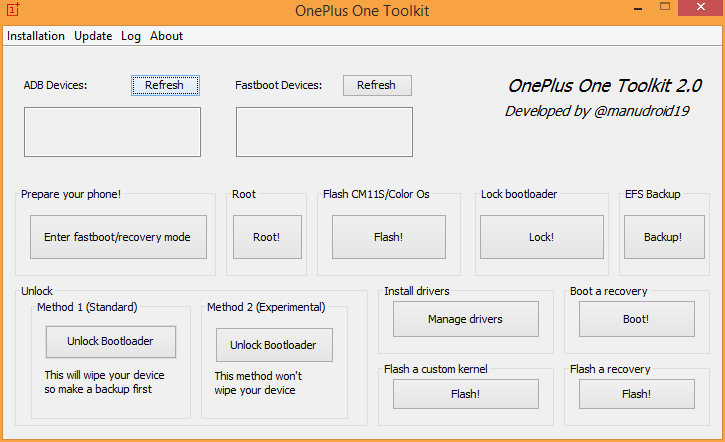 OnePlus One Toolkit
Installation Update Log About
ADB Devices: Refresh Fastboot Devices: Refresh
OnePlus One Toolkit 2.0
Developed by @manudroid19
Prepare your phone! Root Flash CM11S/Color Os Lock bootloader EFS Backup
Enter fastboot/recovery mode Root! Flash! Lock! Backup!
Unlock
Method 1 (Standard)
Unlock Bootloader
This will wipe your device
so make a backup first
Method 2 (Experimental)
Unlock Bootloader
This method won't
wipe your device
Install drivers
Manage drivers
Boot a recovery
Boot!
Flash a custom kernel
Flash!
Flash a recovery
Flash!